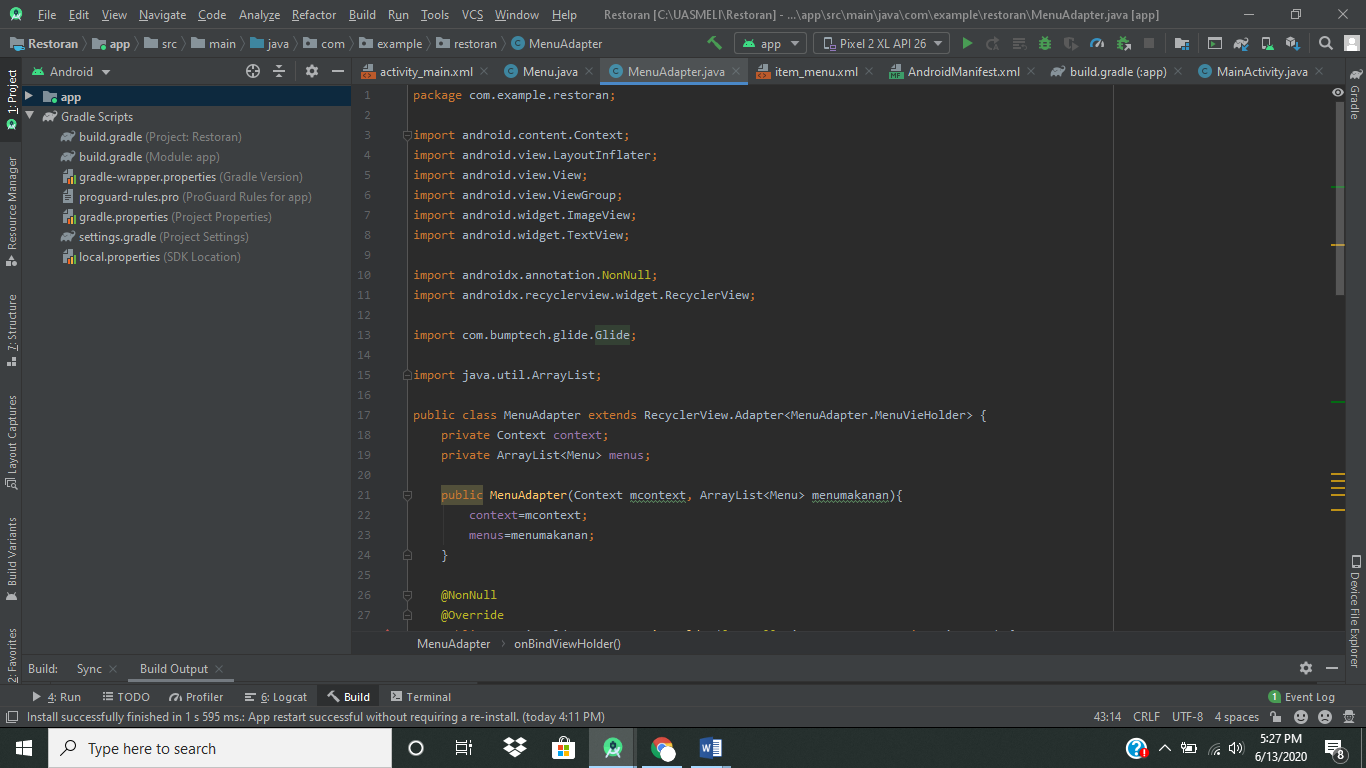 File Edit View Navigate Code Analyze Refactor Build Run Tools VCS Window Help Restoran [C:\UASMELI\Restoran] - ...\app\src\main\java\com\example\restoran\MenuAdapter.java [app]
Restoran app src main java com example restoran MenuAdapter app Pixel 2 XL API 26
Android activity_main.xml Menu.java MenuAdapter.java item_menu.xml AndroidManifest.xml build.gradle (:app) MainActivity.java
1: Project
Resource Manager
7: Structure
Layout Captures
Build Variants
2: Favorites
app
Gradle Scripts
build.gradle (Project: Restoran)
build.gradle (Module: app)
gradle-wrapper.properties (Gradle Version)
proguard-rules.pro (ProGuard Rules for app)
gradle.properties (Project Properties)
settings.gradle (Project Settings)
local.properties (SDK Location)
1 package com.example.restoran;
2
3 import android.content.Context;
4 import android.view.LayoutInflater;
5 import android.view.View;
6 import android.view.ViewGroup;
7 import android.widget.ImageView;
8 import android.widget.TextView;
9
10 import androidx.annotation.NonNull;
11 import androidx.recyclerview.widget.RecyclerView;
12
13 import com.bumptech.glide.Glide;
14
15 import java.util.ArrayList;
16
17 public class MenuAdapter extends RecyclerView.Adapter<MenuAdapter.MenuVieHolder> {
18 private Context context;
19 private ArrayList<Menu> menus;
20
21 public MenuAdapter(Context mcontext, ArrayList<Menu> menumakanan){
22 context=mcontext;
23 menus=menumakanan;
24 }
25
26 @NonNull
27 @Override
Gradle
Device File Explorer
MenuAdapter › onBindViewHolder()
Build: Sync Build Output
4: Run TODO Profiler 6: Logcat Build Terminal 1 Event Log
Install successfully finished in 1 s 595 ms.: App restart successful without requiring a re-install. (today 4:11 PM) 43:14 CRLF UTF-8 4 spaces
Type here to search
5:27 PM
6/13/2020
8